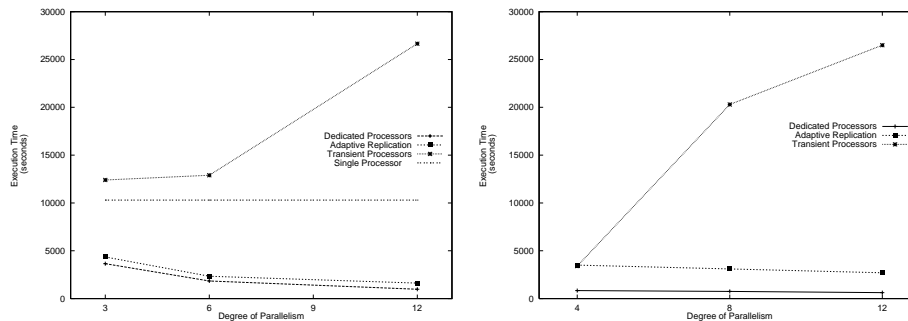 30000
25000
20000
15000
10000
5000
0
Execution Time
(seconds)
Dedicated Processors
Adaptive Replication
Transient Processors
Single Processor
3
6
9
12
Degree of Parallelism
30000
25000
20000
15000
10000
5000
0
Execution Time
(seconds)
Dedicated Processors
Adaptive Replication
Transient Processors
4
8
12
Degree of Parallelism